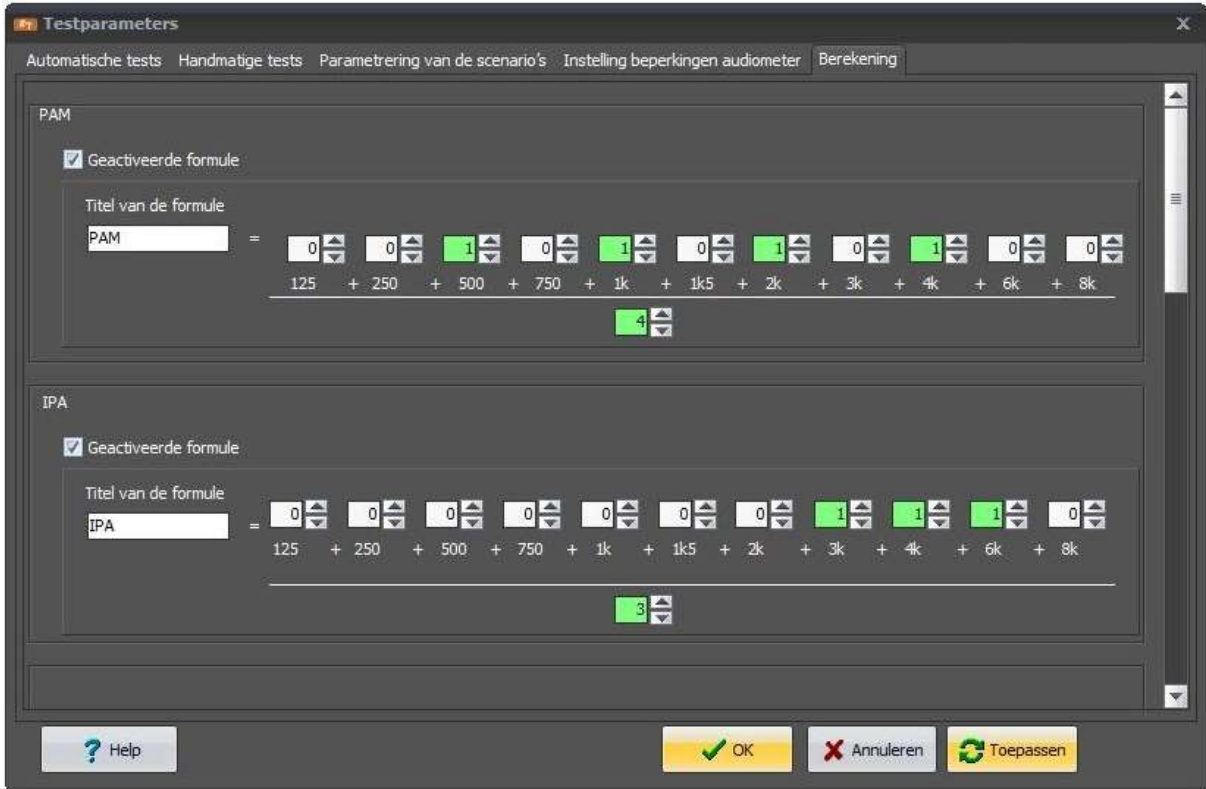 Testparameters
Automatische tests Handmatige tests Parametrering van de scenario's Instelling beperkingen audiometer Berekening
PAM
Geactiveerde formule
Titel van de formule
PAM = 0 0 1 0 1 0 1 0 1 0 0
125 + 250 + 500 + 750 + 1k + 1k5 + 2k + 3k + 4k + 6k + 8k
4
IPA
Geactiveerde formule
Titel van de formule
IPA = 0 0 0 0 0 0 0 1 1 1 0
125 + 250 + 500 + 750 + 1k + 1k5 + 2k + 3k + 4k + 6k + 8k
3
? Help OK Annuleren Toepassen